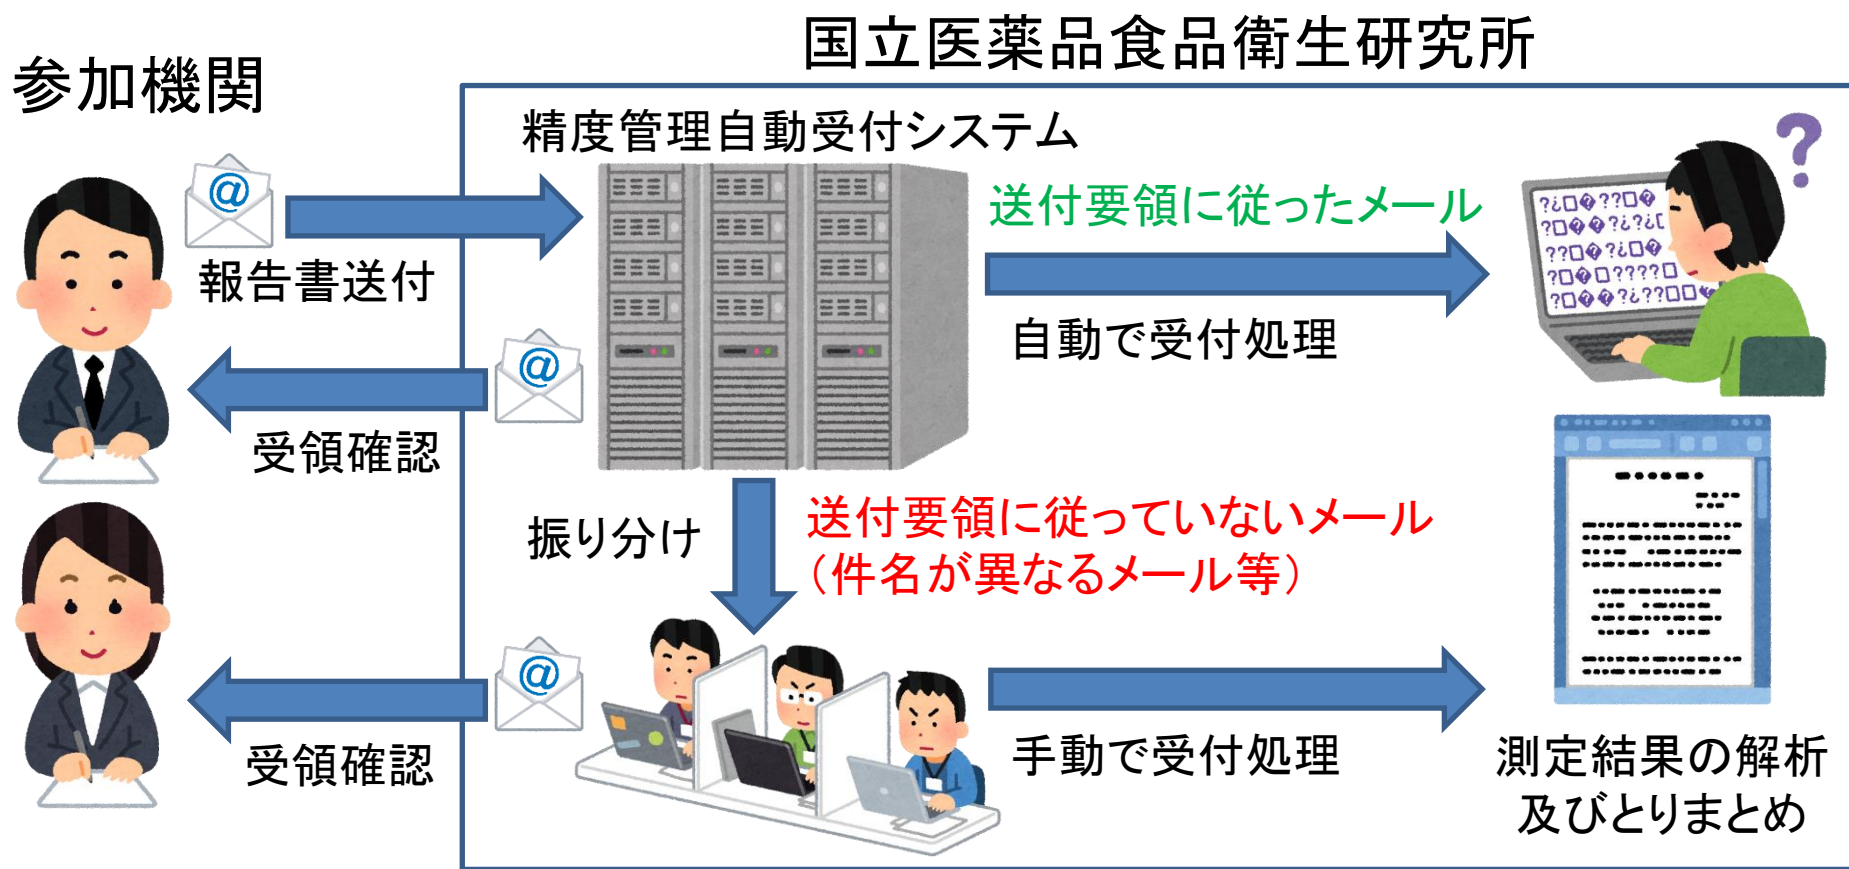 国立医薬品食品衛生研究所
参加機関
精度管理自動受付システム
@
報告書送付
送付要領に従ったメール
自動で受付処理
@
受領確認
振り分け
送付要領に従っていないメール
（件名が異なるメール等）
@
受領確認
手動で受付処理
測定結果の解析
及びとりまとめ